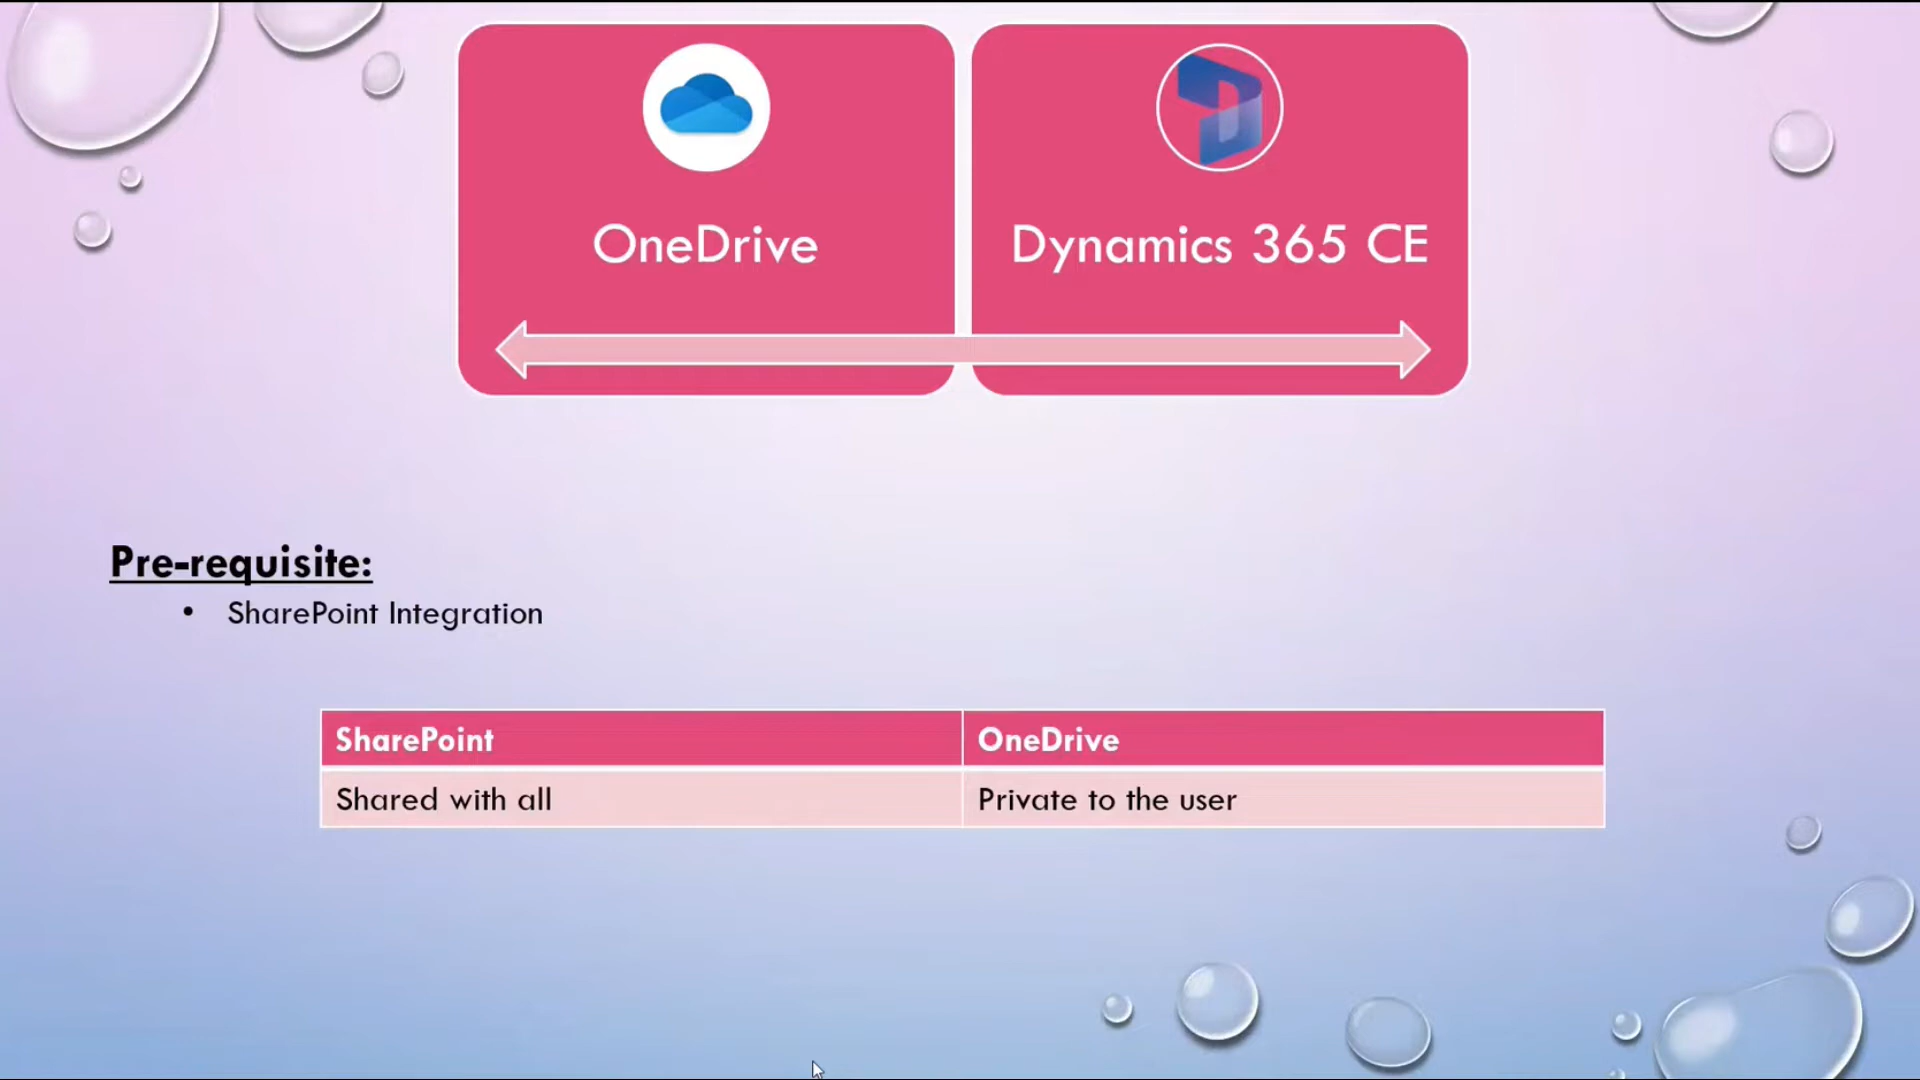 OneDrive
Dynamics 365 CE
Pre-requisite:
• SharePoint Integration
SharePoint
OneDrive
Shared with all
Private to the user